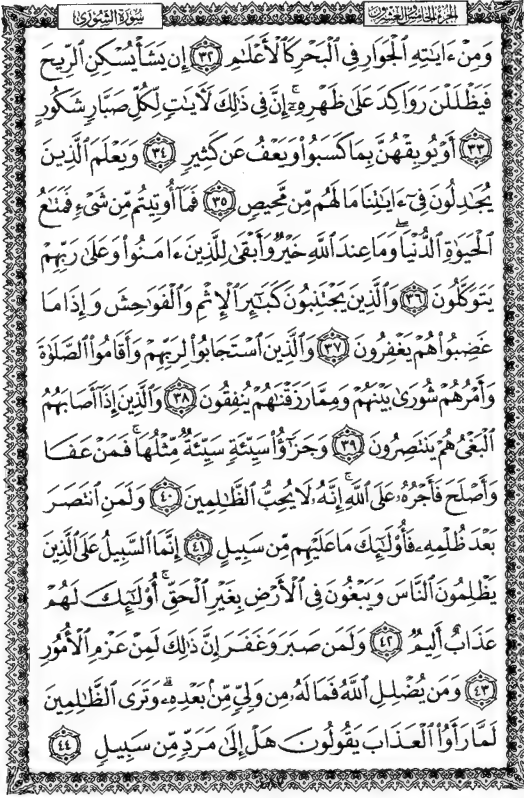 الجزء الخامس والعشرون سورة الشورى
وَمِنْ ءَايَٰتِهِ ٱلْجَوَارِ فِي ٱلْبَحْرِ كَٱلْأَعْلَٰمِ ﴿٣٢﴾ إِن يَشَأْ يُسْكِنِ ٱلرِّيحَ
فَيَظْلَلْنَ رَوَاكِدَ عَلَىٰ ظَهْرِهِۦٓۚ إِنَّ فِي ذَٰلِكَ لَأٓيَٰتٍ لِّكُلِّ صَبَّارٍ شَكُورٍ
﴿٣٣﴾ أَوْ يُوبِقْهُنَّ بِمَا كَسَبُوا۟ وَيَعْفُ عَن كَثِيرٍ ﴿٣٤﴾ وَيَعْلَمَ ٱلَّذِينَ
يُجَٰدِلُونَ فِيٓ ءَايَٰتِنَا مَا لَهُم مِّن مَّحِيصٍ ﴿٣٥﴾ فَمَآ أُوتِيتُم مِّن شَيْءٍ فَمَتَٰعُ
ٱلْحَيَوٰةِ ٱلدُّنْيَاۖ وَمَا عِندَ ٱللَّهِ خَيْرٌ وَأَبْقَىٰ لِلَّذِينَ ءَامَنُوا۟ وَعَلَىٰ رَبِّهِمْ
يَتَوَكَّلُونَ ﴿٣٦﴾ وَٱلَّذِينَ يَجْتَنِبُونَ كَبَٰٓئِرَ ٱلْإِثْمِ وَٱلْفَوَٰحِشَ وَإِذَا مَا
غَضِبُوا۟ هُمْ يَغْفِرُونَ ﴿٣٧﴾ وَٱلَّذِينَ ٱسْتَجَابُوا۟ لِرَبِّهِمْ وَأَقَامُوا۟ ٱلصَّلَوٰةَ
وَأَمْرُهُمْ شُورَىٰ بَيْنَهُمْ وَمِمَّا رَزَقْنَٰهُمْ يُنفِقُونَ ﴿٣٨﴾ وَٱلَّذِينَ إِذَآ أَصَابَهُمُ
ٱلْبَغْيُ هُمْ يَنتَصِرُونَ ﴿٣٩﴾ وَجَزَٰٓؤُا۟ سَيِّئَةٍ سَيِّئَةٌ مِّثْلُهَاۖ فَمَنْ عَفَا
وَأَصْلَحَ فَأَجْرُهُۥ عَلَى ٱللَّهِۚ إِنَّهُۥ لَا يُحِبُّ ٱلظَّٰلِمِينَ ﴿٤٠﴾ وَلَمَنِ ٱنتَصَرَ
بَعْدَ ظُلْمِهِۦ فَأُو۟لَٰٓئِكَ مَا عَلَيْهِم مِّن سَبِيلٍ ﴿٤١﴾ إِنَّمَا ٱلسَّبِيلُ عَلَى ٱلَّذِينَ
يَظْلِمُونَ ٱلنَّاسَ وَيَبْغُونَ فِي ٱلْأَرْضِ بِغَيْرِ ٱلْحَقِّۚ أُو۟لَٰٓئِكَ لَهُمْ
عَذَابٌ أَلِيمٌ ﴿٤٢﴾ وَلَمَن صَبَرَ وَغَفَرَ إِنَّ ذَٰلِكَ لَمِنْ عَزْمِ ٱلْأُمُورِ
﴿٤٣﴾ وَمَن يُضْلِلِ ٱللَّهُ فَمَا لَهُۥ مِن وَلِيٍّ مِّنۢ بَعْدِهِۦۗ وَتَرَى ٱلظَّٰلِمِينَ
لَمَّا رَأَوُا۟ ٱلْعَذَابَ يَقُولُونَ هَلْ إِلَىٰ مَرَدٍّ مِّن سَبِيلٍ ﴿٤٤﴾